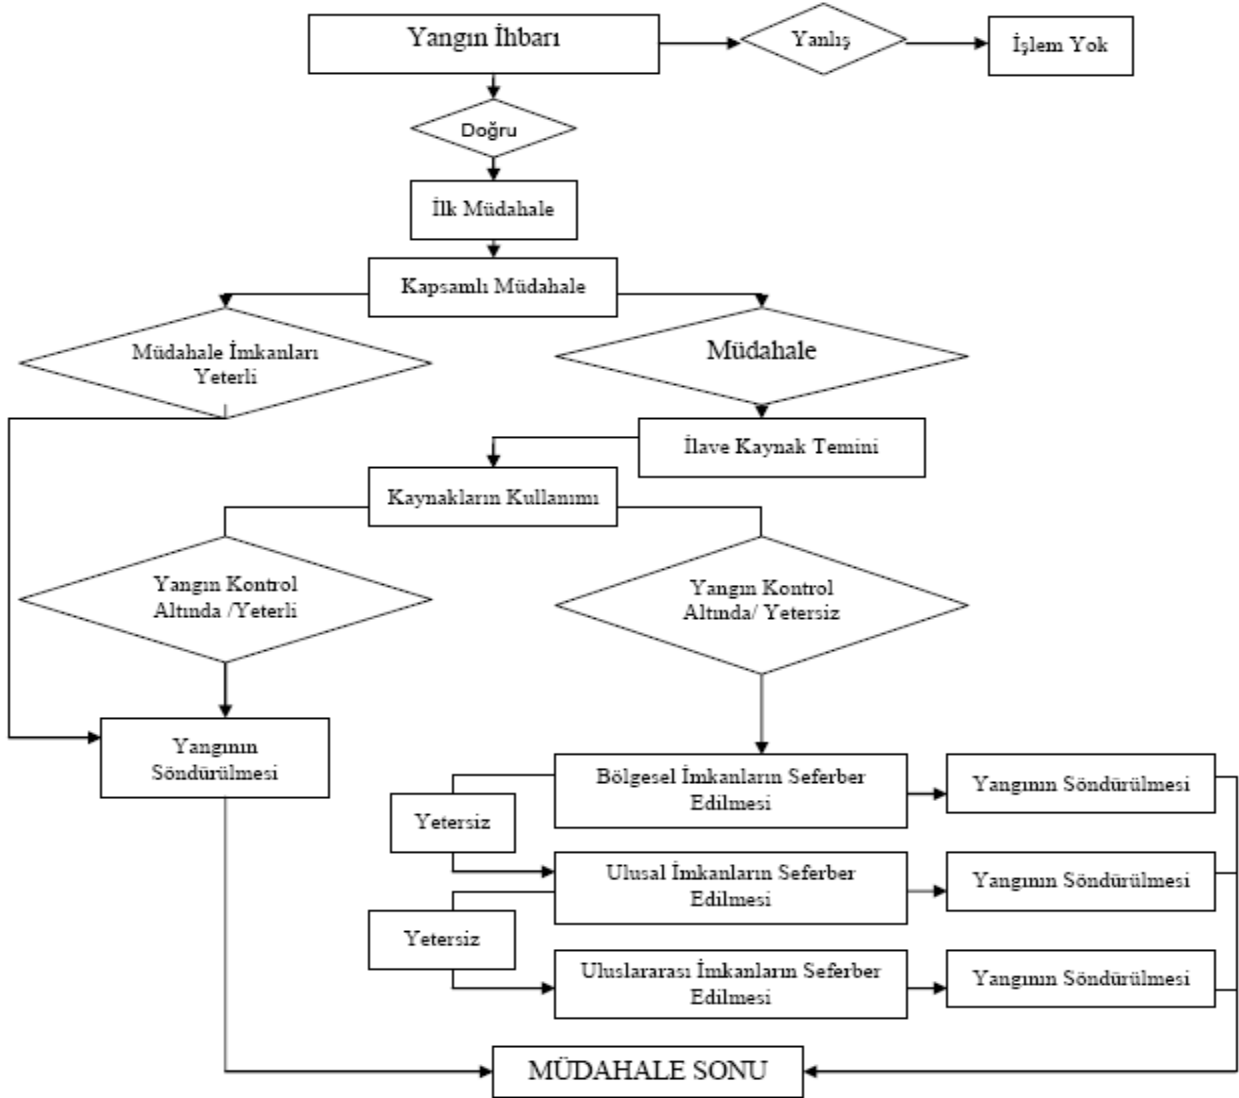 Yangın İhbarı
Yanlış
İşlem Yok
Doğru
İlk Müdahale
Kapsamlı Müdahale
Müdahale İmkanları
Yeterli
Müdahale
İlave Kaynak Temini
Kaynakların Kullanımı
Yangın Kontrol
Altında /Yeterli
Yangın Kontrol
Altında/ Yetersiz
Yangının
Söndürülmesi
Bölgesel İmkanların Seferber
Edilmesi
Yangının Söndürülmesi
Yetersiz
Ulusal İmkanların Seferber
Edilmesi
Yangının Söndürülmesi
Yetersiz
Uluslararası İmkanların Seferber
Edilmesi
Yangının Söndürülmesi
MÜDAHALE SONU